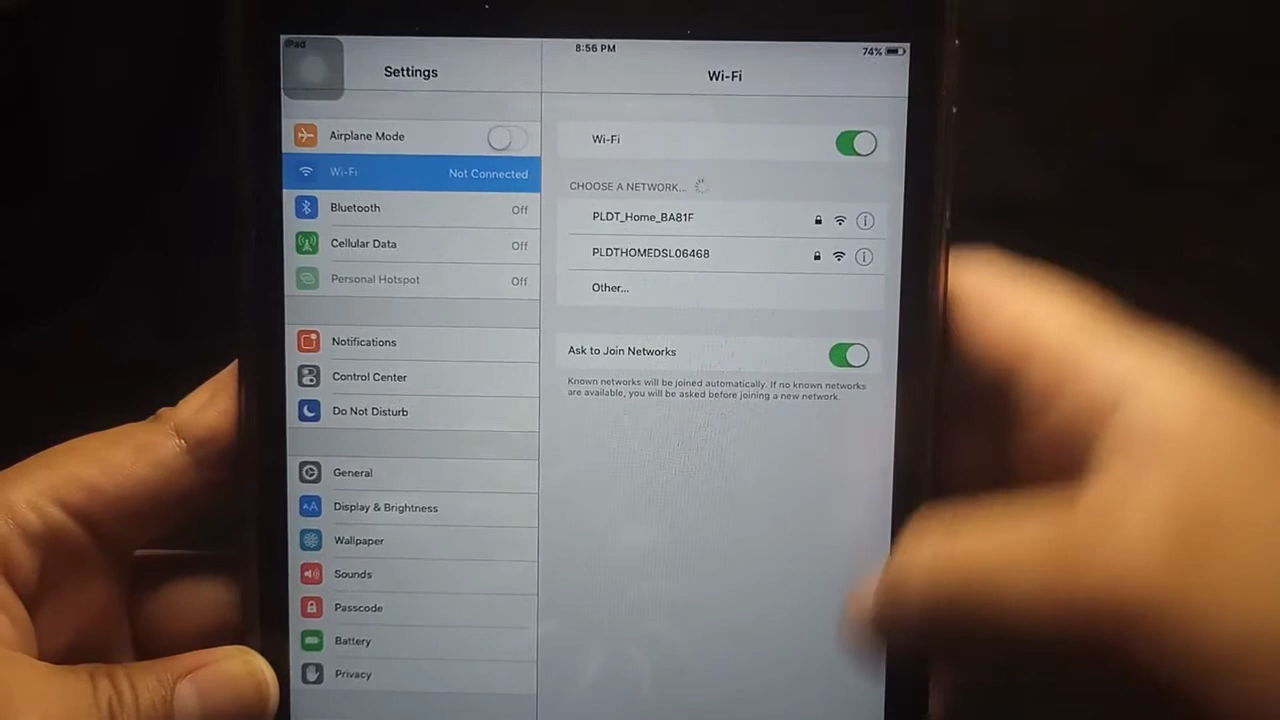 iPad
8:56 PM
74%
Settings
Wi-Fi
Airplane Mode
Wi-Fi Not Connected
Bluetooth Off
Cellular Data Off
Personal Hotspot Off
Notifications
Control Center
Do Not Disturb
General
AA Display & Brightness
Wallpaper
Sounds
Passcode
Battery
Privacy
Wi-Fi
CHOOSE A NETWORK...
PLDT_Home_BA81F
PLDTHOMEDSL06468
Other...
Ask to Join Networks
Known networks will be joined automatically. If no known networks
are available, you will be asked before joining a new network.